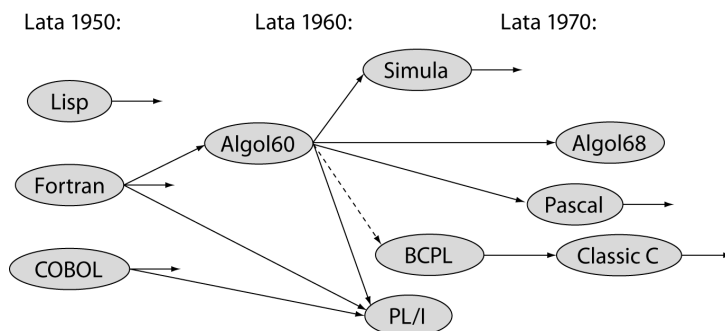 Lata 1950: Lata 1960: Lata 1970:
Simula
Lisp
Algol60 Algol68
Fortran
Pascal
BCPL Classic C
COBOL
PL/I